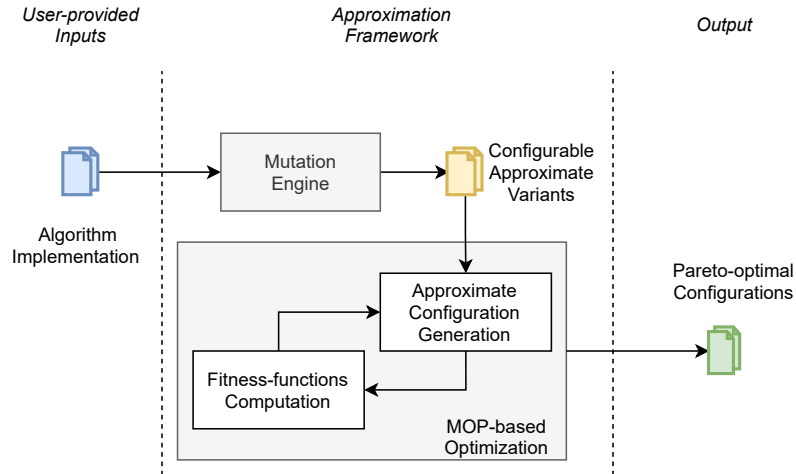 User-provided
Inputs
Approximation
Framework
Output
Mutation
Engine
Configurable
Approximate
Variants
Algorithm
Implementation
Approximate
Configuration
Generation
Fitness-functions
Computation
MOP-based
Optimization
Pareto-optimal
Configurations